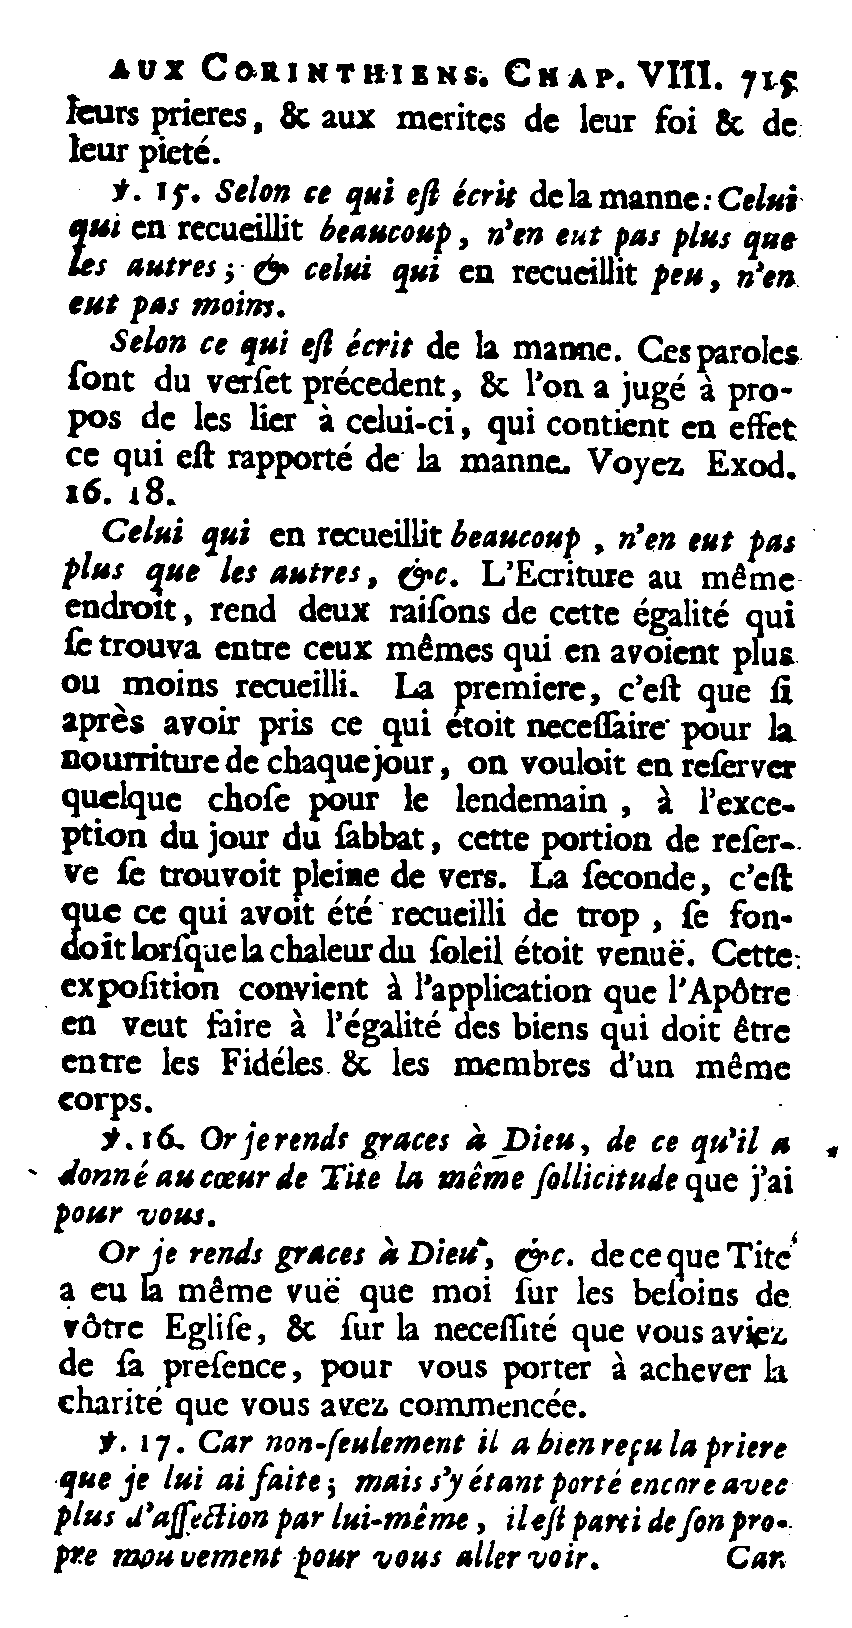 AUX CORINTHIENS. CHAP. VIII. 715
leurs prieres, & aux merites de leur foi & de
leur pieté.
℣. 15. Selon ce qui eſt écrit de la manne: Celui
qui en recueillit beaucoup, n'en eut pas plus que
les autres; & celui qui en recueillit peu, n'en
eut pas moins.
Selon ce qui eſt écrit de la manne. Ces paroles
ſont du verſet précedent, & l'on a jugé à pro-
pos de les lier à celui-ci, qui contient en effet
ce qui eſt rapporté de la manne. Voyez Exod.
16. 18.
Celui qui en recueillit beaucoup, n'en eut pas
plus que les autres, &c. L'Ecriture au même
endroit, rend deux raiſons de cette égalité qui
ſe trouva entre ceux mêmes qui en avoient plus
ou moins recueilli. La premiere, c'eſt que ſi
après avoir pris ce qui étoit neceſſaire pour la
nourriture de chaque jour, on vouloit en reſerver
quelque choſe pour le lendemain, à l'exce-
ption du jour du ſabbat, cette portion de reſer-
ve ſe trouvoit pleine de vers. La ſeconde, c'eſt
que ce qui avoit été recueilli de trop, ſe fon-
doit lorſque la chaleur du ſoleil étoit venuë. Cette
expoſition convient à l'application que l'Apôtre
en veut faire à l'égalité des biens qui doit être
entre les Fidéles & les membres d'un même
corps.
℣. 16. Or je rends graces à Dieu, de ce qu'il a
donné au cœur de Tite la même ſollicitude que j'ai
pour vous.
Or je rends graces à Dieu, &c. de ce que Tite
a eu la même vuë que moi ſur les beſoins de
vôtre Egliſe, & ſur la neceſſité que vous aviez
de ſa preſence, pour vous porter à achever la
charité que vous avez commencée.
℣. 17. Car non-ſeulement il a bien reçu la priere
que je lui ai faite; mais s'y étant porté encore avec
plus d'affection par lui-même, il eſt parti de ſon pro-
pre mouvement pour vous aller voir. Car